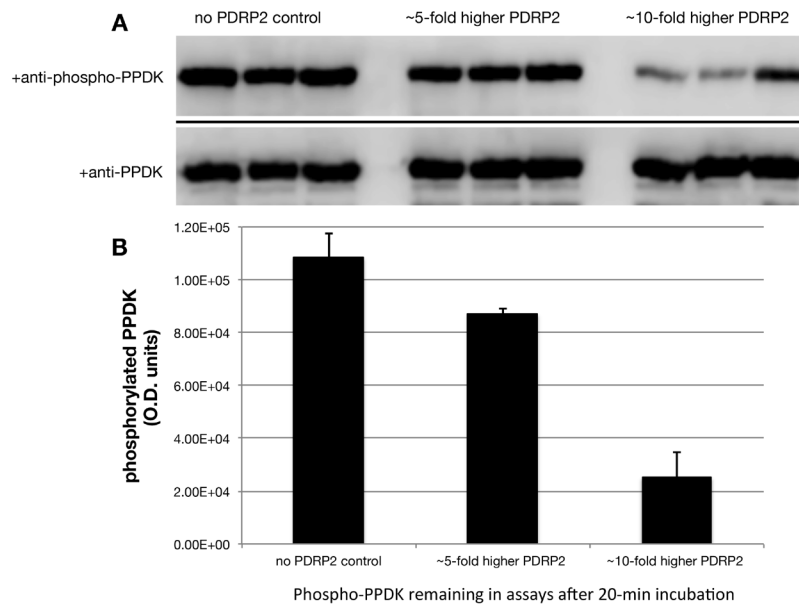 A
no PDRP2 control
~5-fold higher PDRP2
~10-fold higher PDRP2
+anti-phospho-PPDK
+anti-PPDK
B
phosphorylated PPDK
(O.D. units)
1.20E+05
1.00E+05
8.00E+04
6.00E+04
4.00E+04
2.00E+04
0.00E+00
no PDRP2 control
~5-fold higher PDRP2
~10-fold higher PDRP2
Phospho-PPDK remaining in assays after 20-min incubation